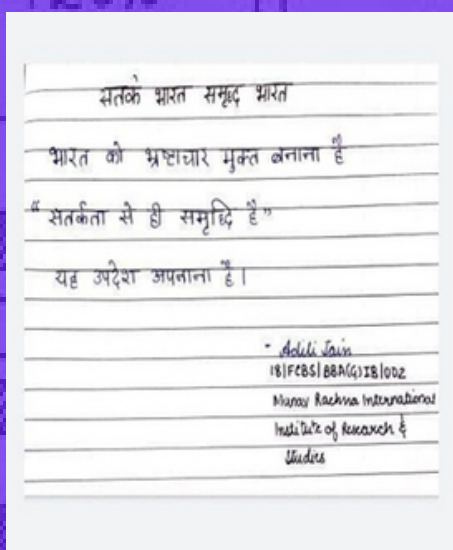 सतर्क भारत समृद्ध भारत
भारत को भ्रष्टाचार मुक्त बनाना है
“सतर्कता से ही समृद्धि है”
यह उपदेश अपनाना है।
- Aditi Jain
18/FCBS/BBA(G)IB/002
Manav Rachna International
Institute of Research &
Studies